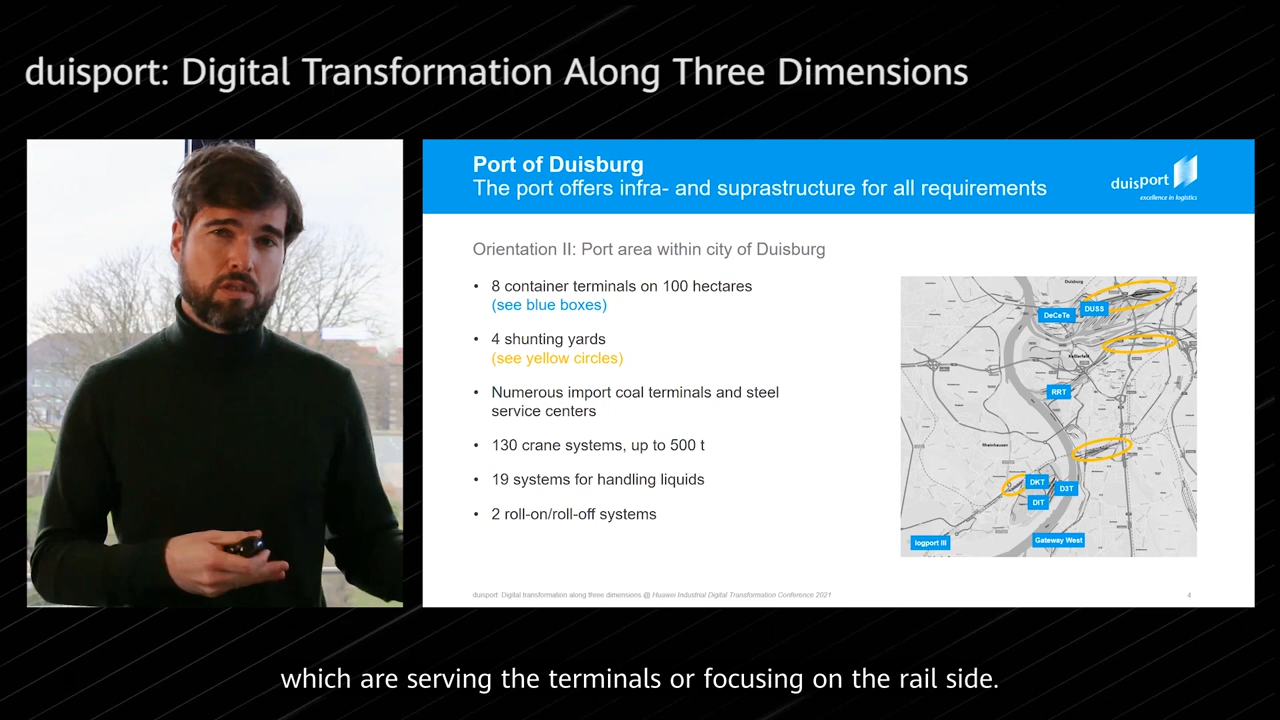 duisport: Digital Transformation Along Three Dimensions
Port of Duisburg
The port offers infra- and suprastructure for all requirements
duisport
excellence in logistics
Orientation II: Port area within city of Duisburg
• 8 container terminals on 100 hectares
(see blue boxes)
• 4 shunting yards
(see yellow circles)
• Numerous import coal terminals and steel
service centers
• 130 crane systems, up to 500 t
• 19 systems for handling liquids
• 2 roll-on/roll-off systems
Duisburg
DUSS
DeCeTe
RRT
Rheinhausen
DKT
D3T
DIT
Gateway West
logport III
duisport: Digital transformation along three dimensions @ Huawei Industrial Digital Transformation Conference 2021
4
which are serving the terminals or focusing on the rail side.